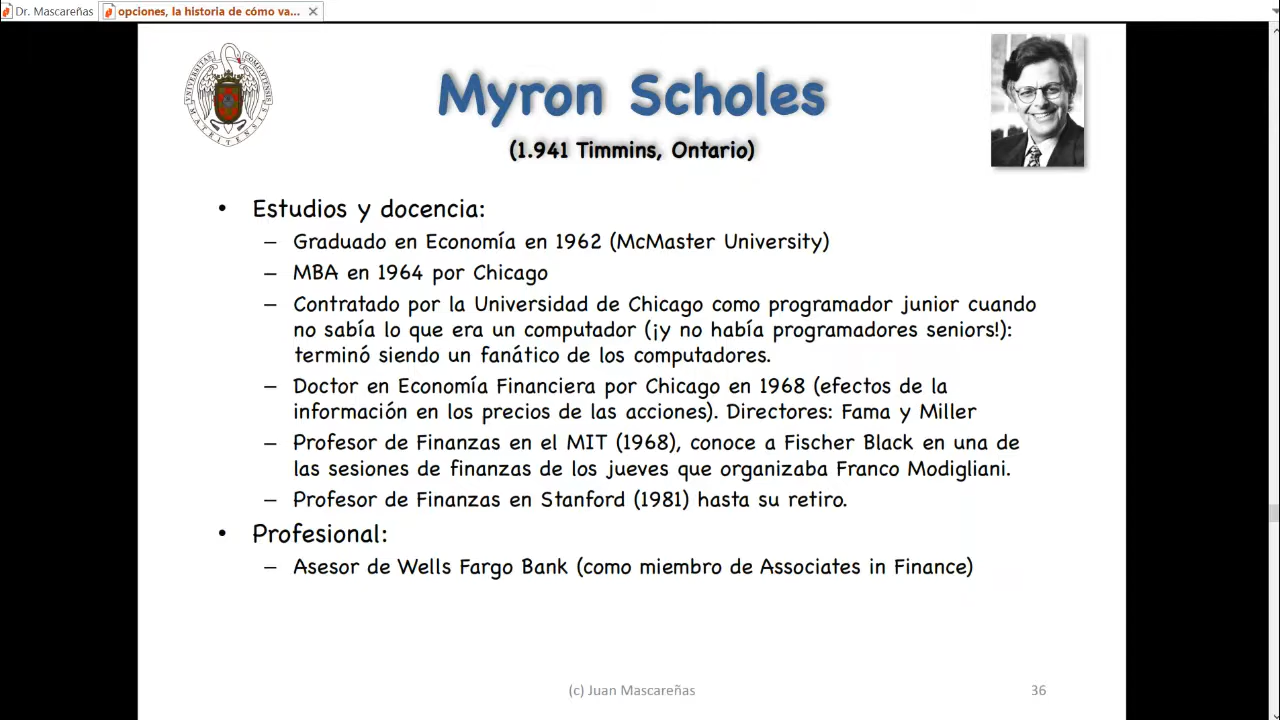 Dr. Mascareñas
opciones, la historia de cómo va...
UNIVERSITAS COMPLUTENSIS
MATRITENSIS
Myron Scholes
(1.941 Timmins, Ontario)
• Estudios y docencia:
– Graduado en Economía en 1962 (McMaster University)
– MBA en 1964 por Chicago
– Contratado por la Universidad de Chicago como programador junior cuando
no sabía lo que era un computador (¡y no había programadores seniors!):
terminó siendo un fanático de los computadores.
– Doctor en Economía Financiera por Chicago en 1968 (efectos de la
información en los precios de las acciones). Directores: Fama y Miller
– Profesor de Finanzas en el MIT (1968), conoce a Fischer Black en una de
las sesiones de finanzas de los jueves que organizaba Franco Modigliani.
– Profesor de Finanzas en Stanford (1981) hasta su retiro.
• Profesional:
– Asesor de Wells Fargo Bank (como miembro de Associates in Finance)
(c) Juan Mascareñas
36